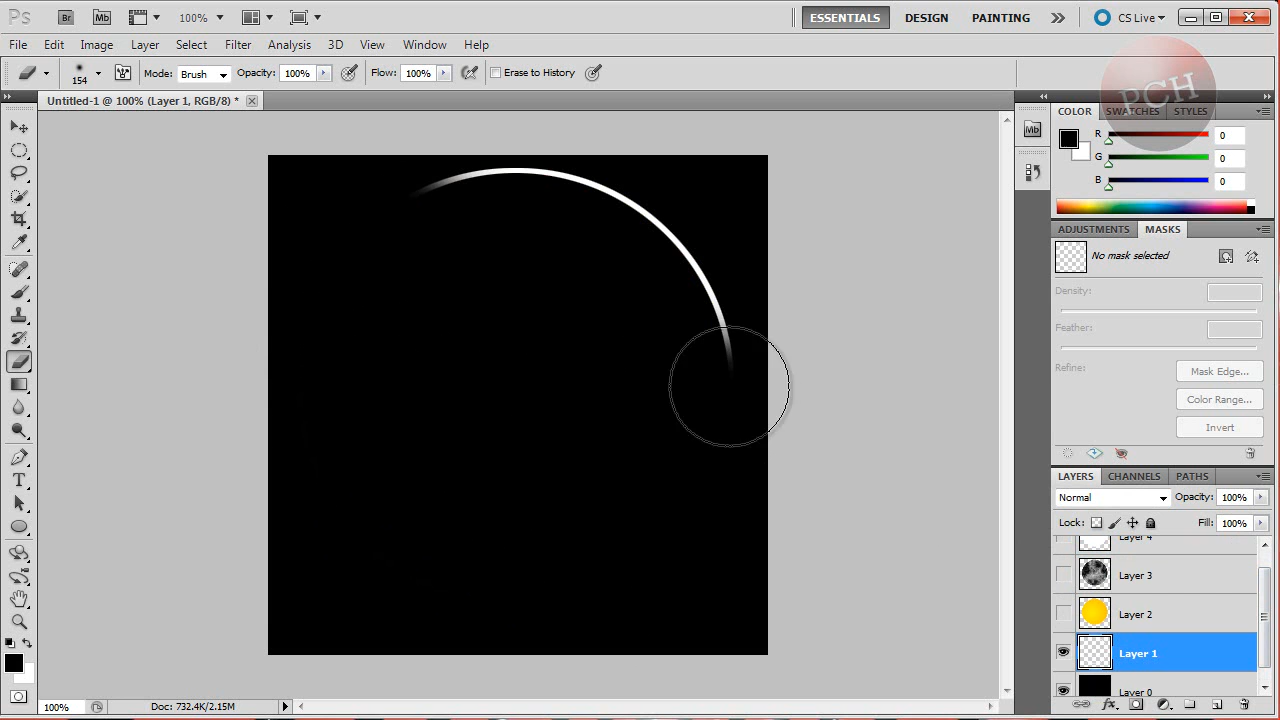 Ps Br Mb 100% ESSENTIALS DESIGN PAINTING CS Live
File Edit Image Layer Select Filter Analysis 3D View Window Help
154 Mode: Brush Opacity: 100% Flow: 100% Erase to History
PCH
Untitled-1 @ 100% (Layer 1, RGB/8) *
Mb
COLOR SWATCHES STYLES
R 0
G 0
B 0
ADJUSTMENTS MASKS
No mask selected
Density:
Feather:
Refine: Mask Edge...
Color Range...
Invert
LAYERS CHANNELS PATHS
Normal Opacity: 100%
Lock: Fill: 100%
Layer 4
Layer 3
Layer 2
Layer 1
Layer 0
T
fx
100% Doc: 732.4K/2.15M